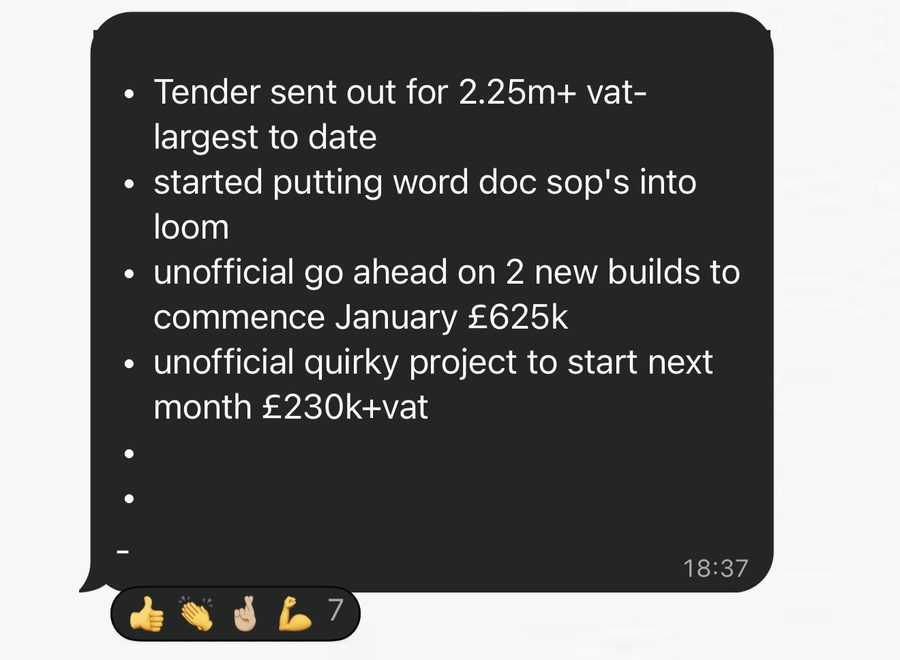 • Tender sent out for 2.25m+ vat-
largest to date
• started putting word doc sop's into
loom
• unofficial go ahead on 2 new builds to
commence January £625k
• unofficial quirky project to start next
month £230k+vat
•
•
-
18:37
👍 👏 🤞🏼 💪 7